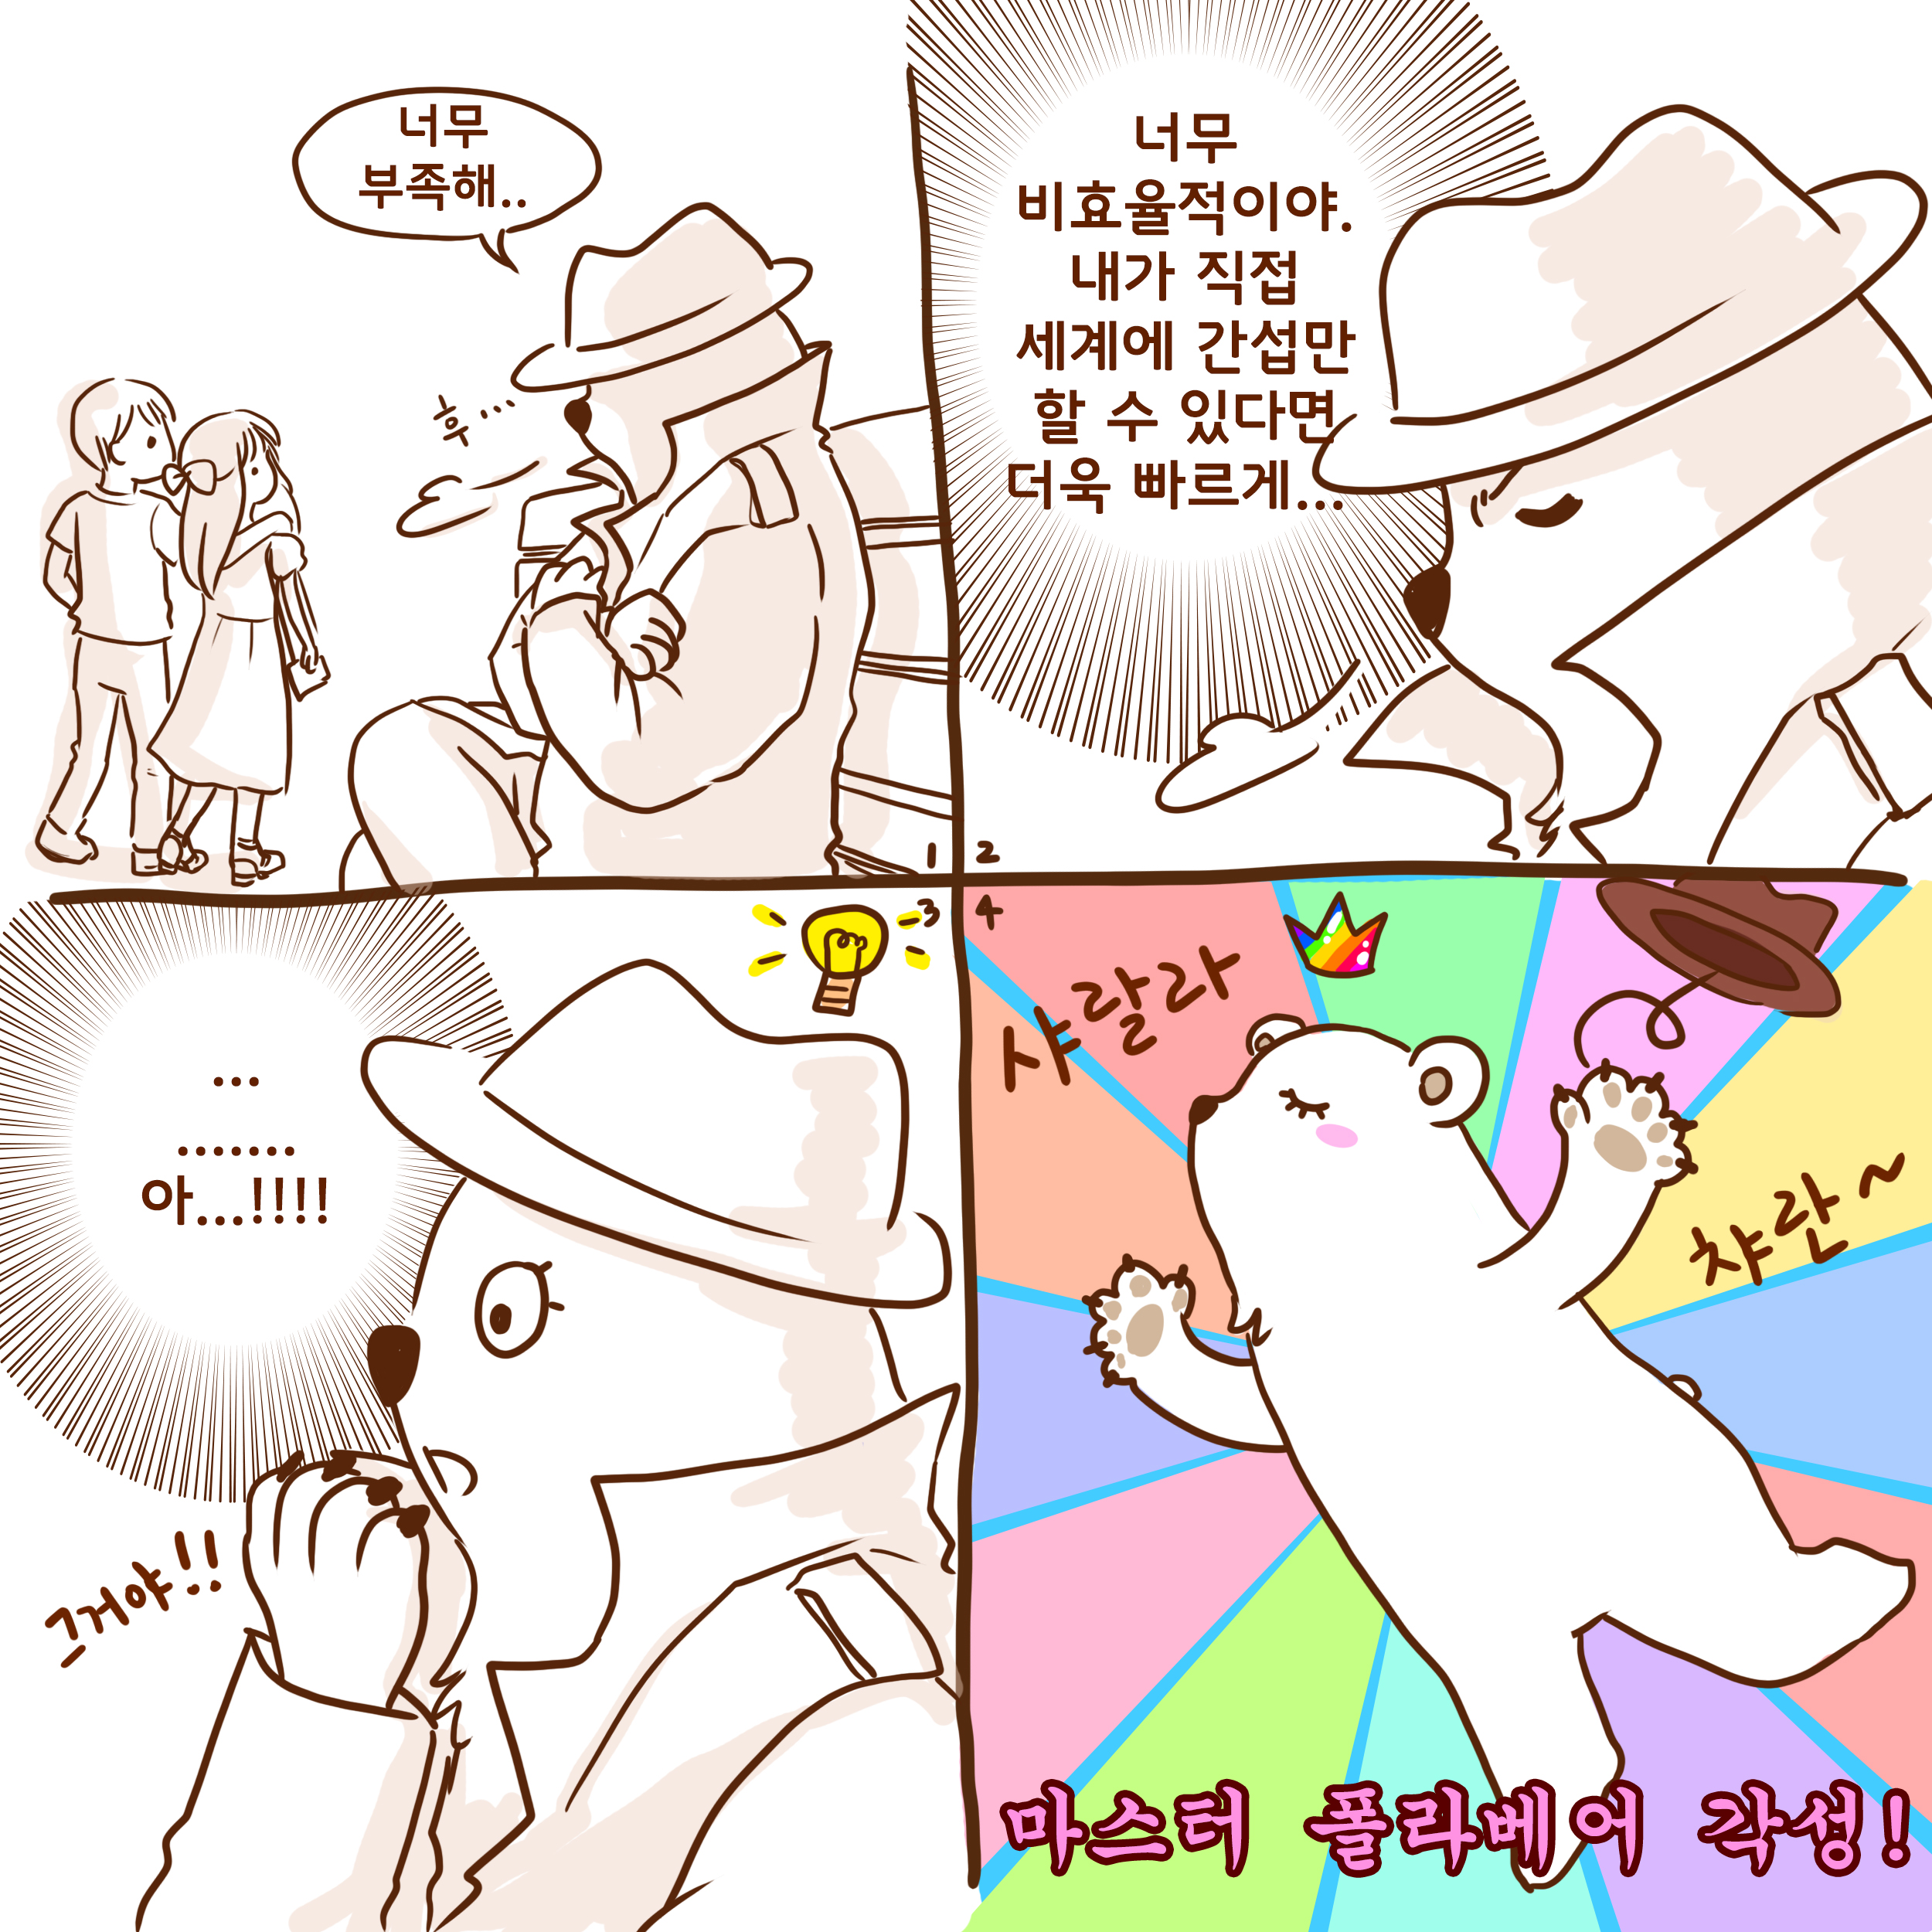 너무
부족해..
후....
1
2
너무
비효율적이야.
내가 직접
세계에 간섭만
할 수 있다면
더욱 빠르게...
3
...
.......
아...!!!!
그거야!!
4
샤랄라
챠란~
마스터 폴라베어 각성!